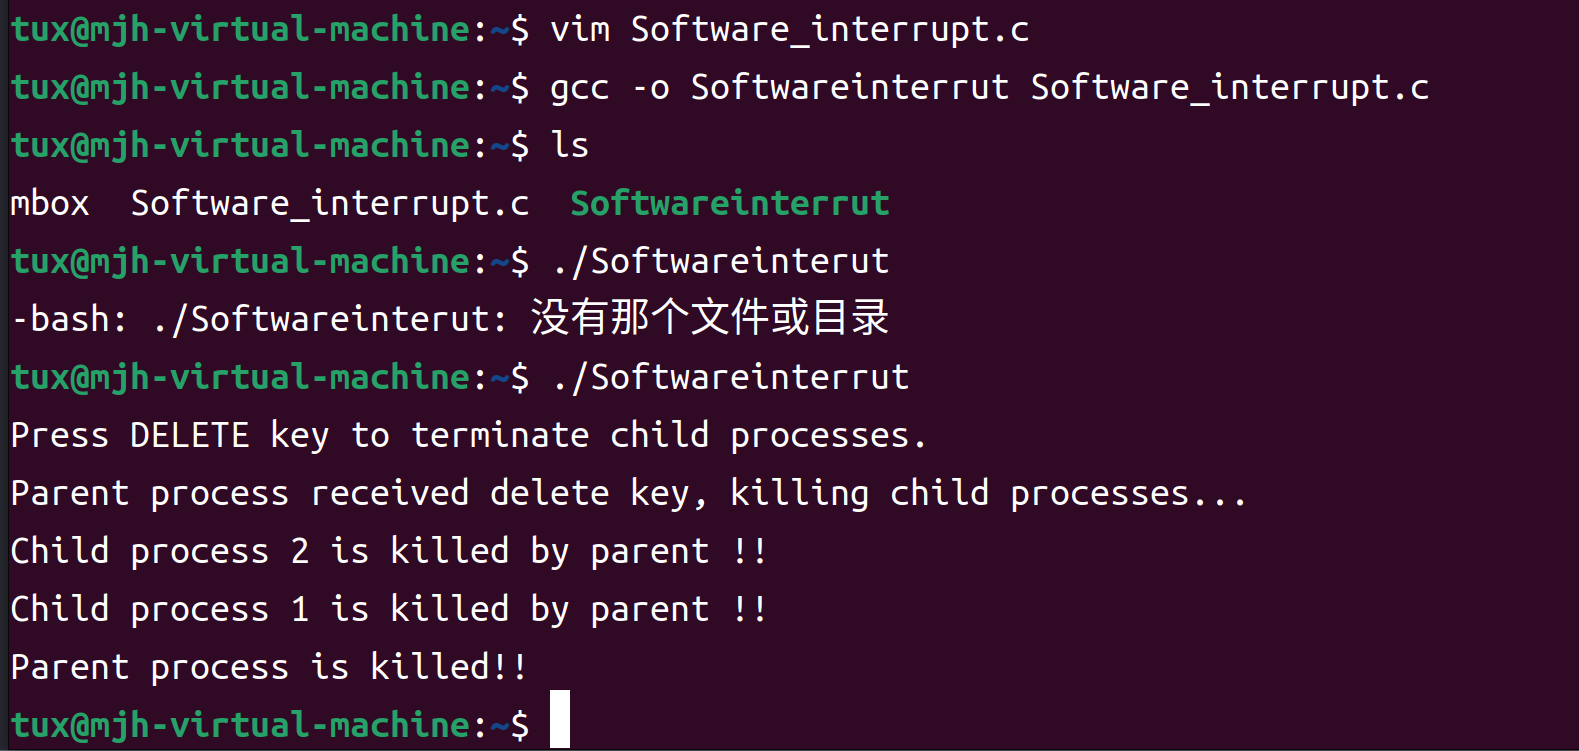 tux@mjh-virtual-machine:~$ vim Software_interrupt.c
tux@mjh-virtual-machine:~$ gcc -o Softwareinterrut Software_interrupt.c
tux@mjh-virtual-machine:~$ ls
mbox  Software_interrupt.c  Softwareinterrut
tux@mjh-virtual-machine:~$ ./Softwareinterut
-bash: ./Softwareinterut: 没有那个文件或目录
tux@mjh-virtual-machine:~$ ./Softwareinterrut
Press DELETE key to terminate child processes.
Parent process received delete key, killing child processes...
Child process 2 is killed by parent !!
Child process 1 is killed by parent !!
Parent process is killed!!
tux@mjh-virtual-machine:~$